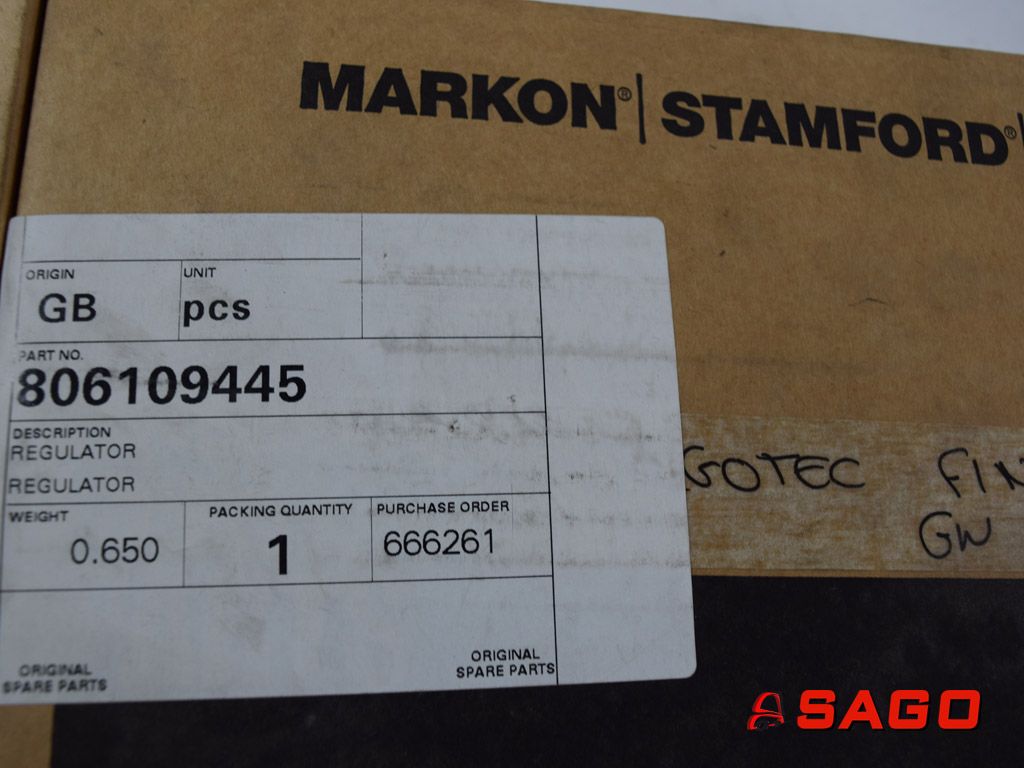 MARKON® | STAMFORD®
ORIGIN UNIT
GB pcs
PART NO.
806109445
DESCRIPTION
REGULATOR
REGULATOR
WEIGHT PACKING QUANTITY PURCHASE ORDER
0.650 1 666261
GOTEC FIN
GW
ORIGINAL
SPARE PARTS
ORIGINAL
SPARE PARTS
SAGO